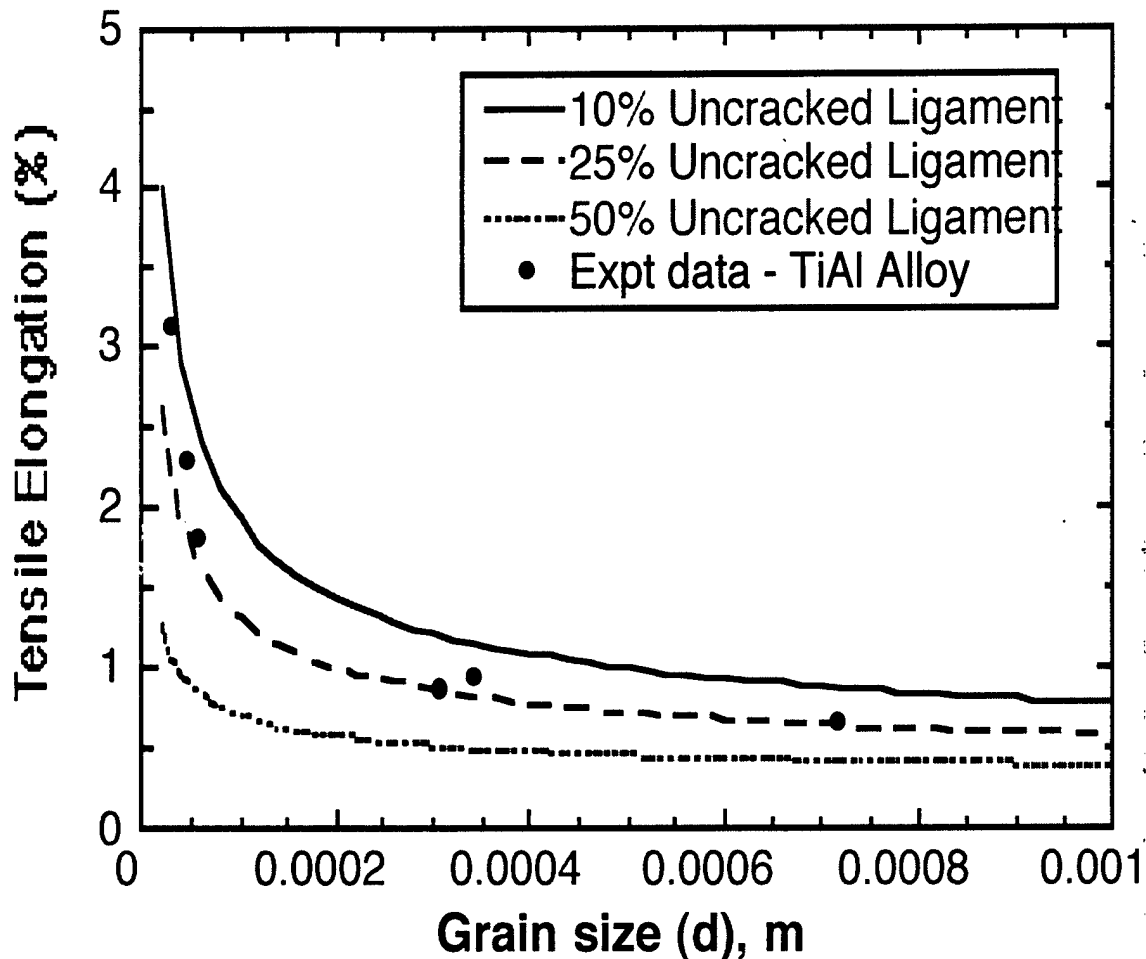 Tensile Elongation (%)
5
4
3
2
1
0
10% Uncracked Ligament
25% Uncracked Ligament
50% Uncracked Ligament
Expt data - TiAl Alloy
0 0.0002 0.0004 0.0006 0.0008 0.001
Grain size (d), m